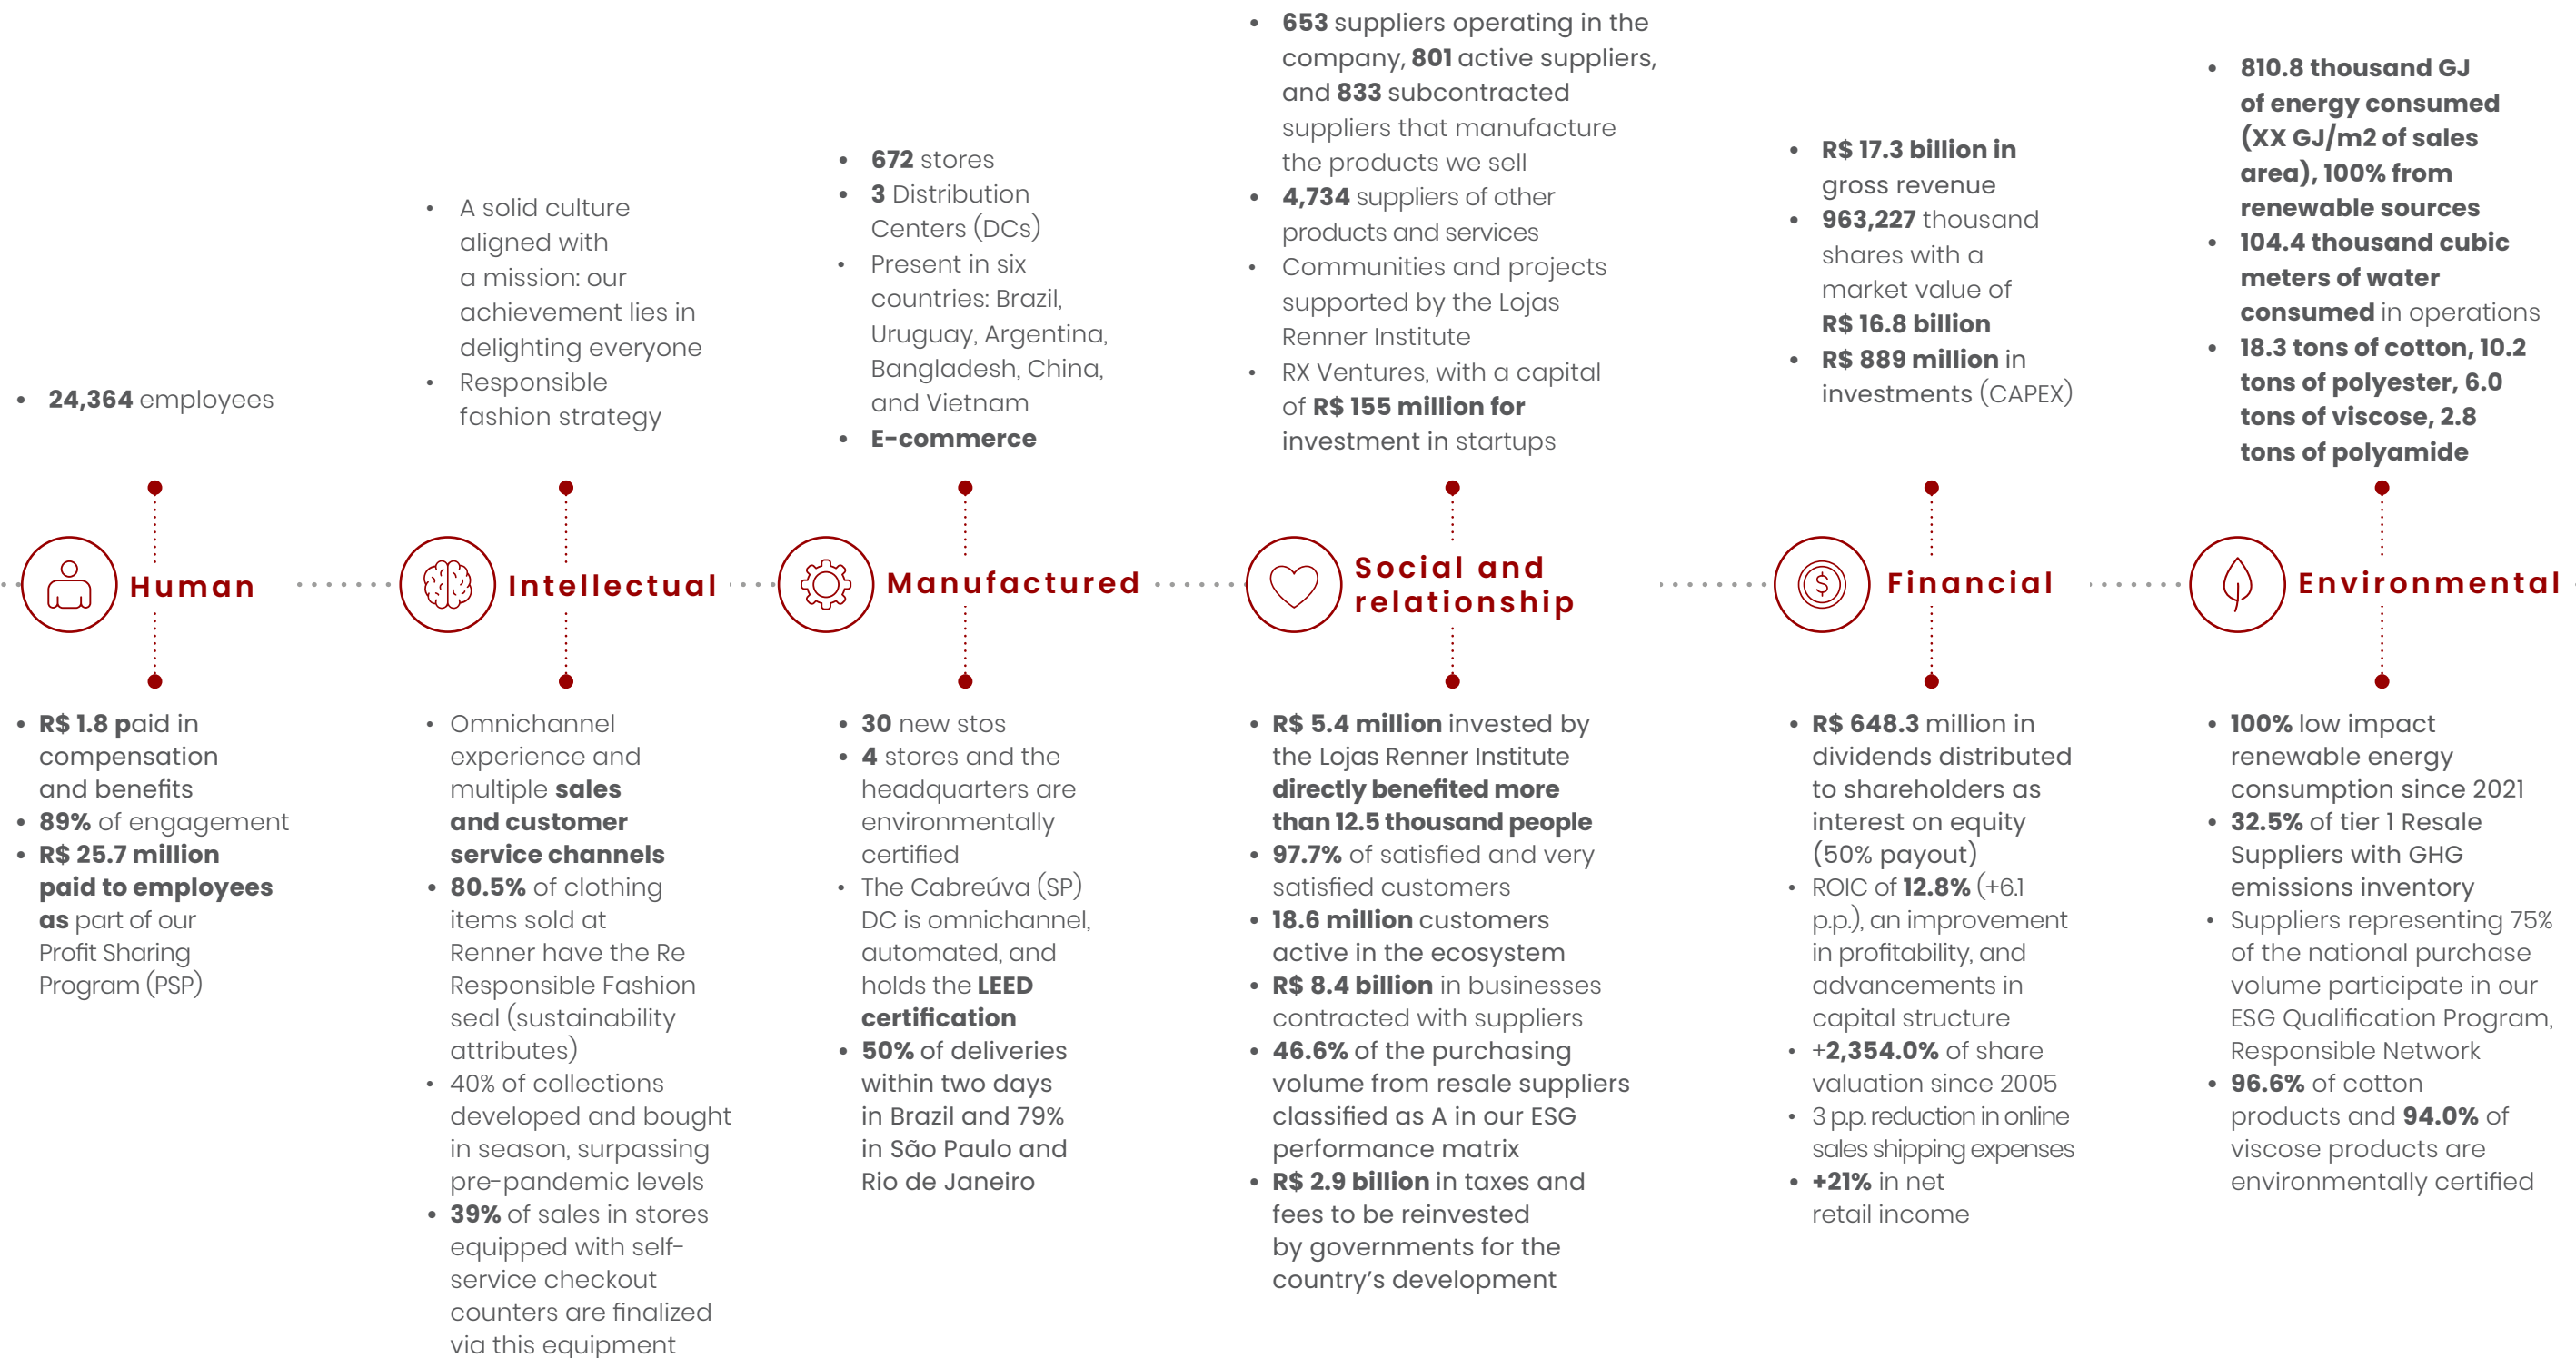 • 24,364 employees
Human
• R$ 1.8 paid in
compensation
and benefits
• 89% of engagement
• R$ 25.7 million
paid to employees
as part of our
Profit Sharing
Program (PSP)
• A solid culture
aligned with
a mission: our
achievement lies in
delighting everyone
• Responsible
fashion strategy
Intellectual
• Omnichannel
experience and
multiple sales
and customer
service channels
• 80.5% of clothing
items sold at
Renner have the Re
Responsible Fashion
seal (sustainability
attributes)
• 40% of collections
developed and bought
in season, surpassing
pre-pandemic levels
• 39% of sales in stores
equipped with self-
service checkout
counters are finalized
via this equipment
• 672 stores
• 3 Distribution
Centers (DCs)
• Present in six
countries: Brazil,
Uruguay, Argentina,
Bangladesh, China,
and Vietnam
• E-commerce
Manufactured
• 30 new stos
• 4 stores and the
headquarters are
environmentally
certified
• The Cabreúva (SP)
DC is omnichannel,
automated, and
holds the LEED
certification
• 50% of deliveries
within two days
in Brazil and 79%
in São Paulo and
Rio de Janeiro
• 653 suppliers operating in the
company, 801 active suppliers,
and 833 subcontracted
suppliers that manufacture
the products we sell
• 4,734 suppliers of other
products and services
• Communities and projects
supported by the Lojas
Renner Institute
• RX Ventures, with a capital
of R$ 155 million for
investment in startups
Social and
relationship
• R$ 5.4 million invested by
the Lojas Renner Institute
directly benefited more
than 12.5 thousand people
• 97.7% of satisfied and very
satisfied customers
• 18.6 million customers
active in the ecosystem
• R$ 8.4 billion in businesses
contracted with suppliers
• 46.6% of the purchasing
volume from resale suppliers
classified as A in our ESG
performance matrix
• R$ 2.9 billion in taxes and
fees to be reinvested
by governments for the
country's development
• R$ 17.3 billion in
gross revenue
• 963,227 thousand
shares with a
market value of
R$ 16.8 billion
• R$ 889 million in
investments (CAPEX)
Financial
• R$ 648.3 million in
dividends distributed
to shareholders as
interest on equity
(50% payout)
• ROIC of 12.8% (+6.1
p.p.), an improvement
in profitability, and
advancements in
capital structure
• +2,354.0% of share
valuation since 2005
• 3 p.p. reduction in online
sales shipping expenses
• +21% in net
retail income
• 810.8 thousand GJ
of energy consumed
(XX GJ/m2 of sales
area), 100% from
renewable sources
• 104.4 thousand cubic
meters of water
consumed in operations
• 18.3 tons of cotton, 10.2
tons of polyester, 6.0
tons of viscose, 2.8
tons of polyamide
Environmental
• 100% low impact
renewable energy
consumption since 2021
• 32.5% of tier 1 Resale
Suppliers with GHG
emissions inventory
• Suppliers representing 75%
of the national purchase
volume participate in our
ESG Qualification Program,
Responsible Network
• 96.6% of cotton
products and 94.0% of
viscose products are
environmentally certified